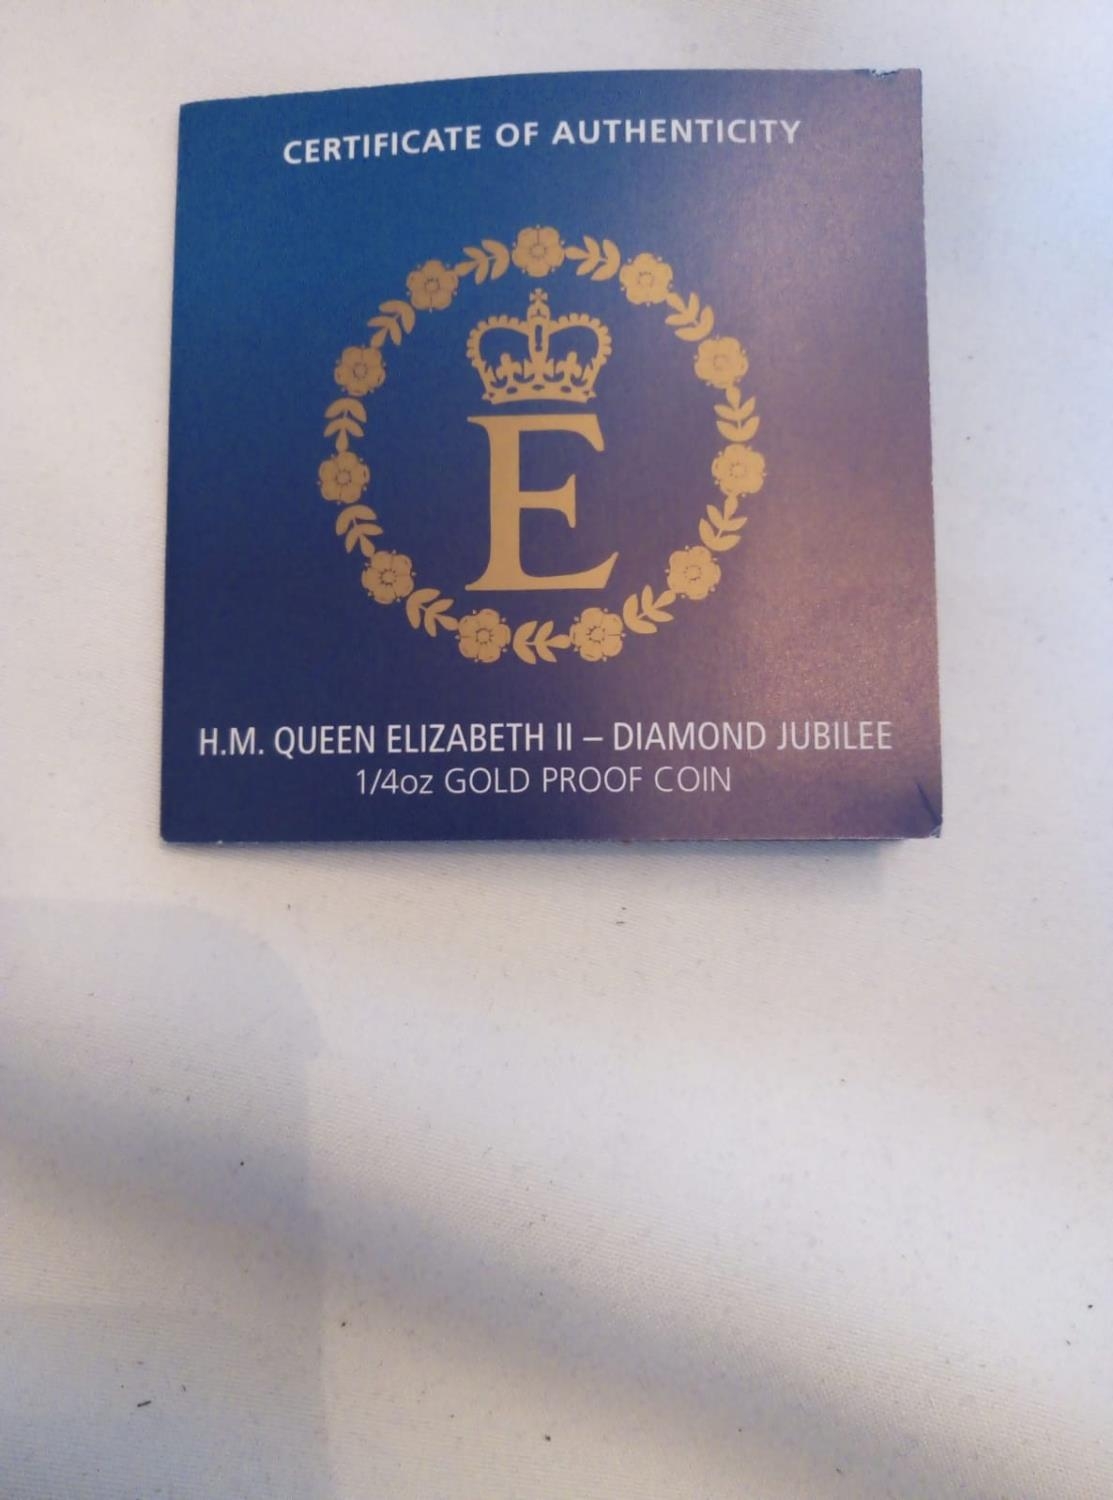 CERTIFICATE OF AUTHENTICITY
E
H.M. QUEEN ELIZABETH II – DIAMOND JUBILEE
1/4oz GOLD PROOF COIN